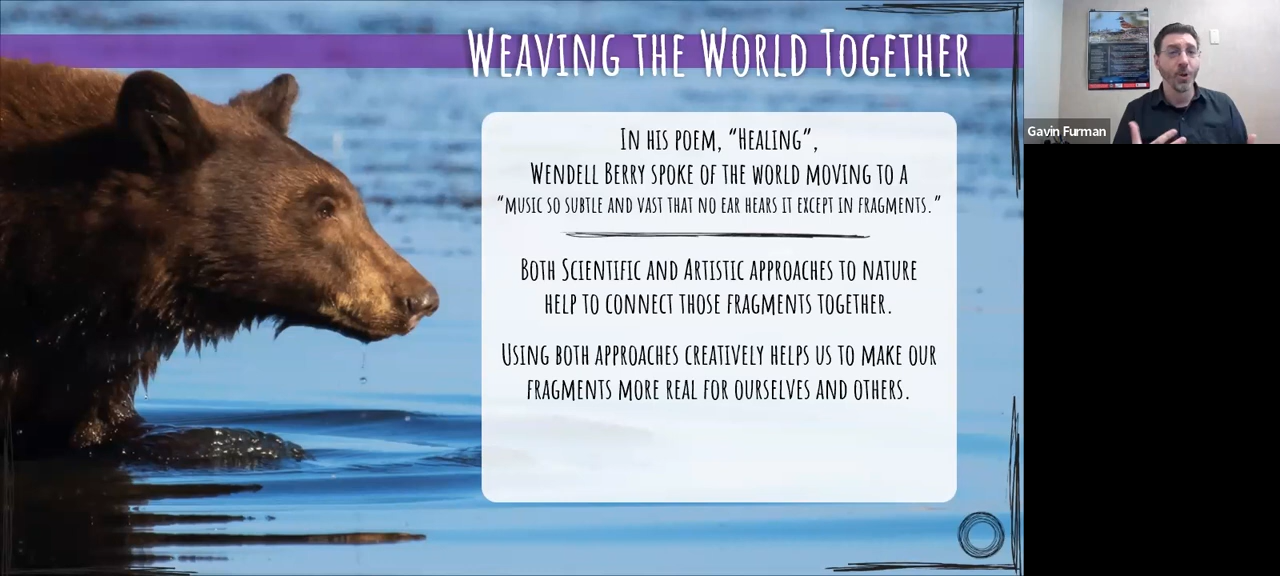 Weaving the World Together
In his poem, “Healing”,
Wendell Berry spoke of the world moving to a
“music so subtle and vast that no ear hears it except in fragments.”
Both Scientific and Artistic approaches to nature
help to connect those fragments together.
Using both approaches creatively helps us to make our
fragments more real for ourselves and others.
Gavin Furman